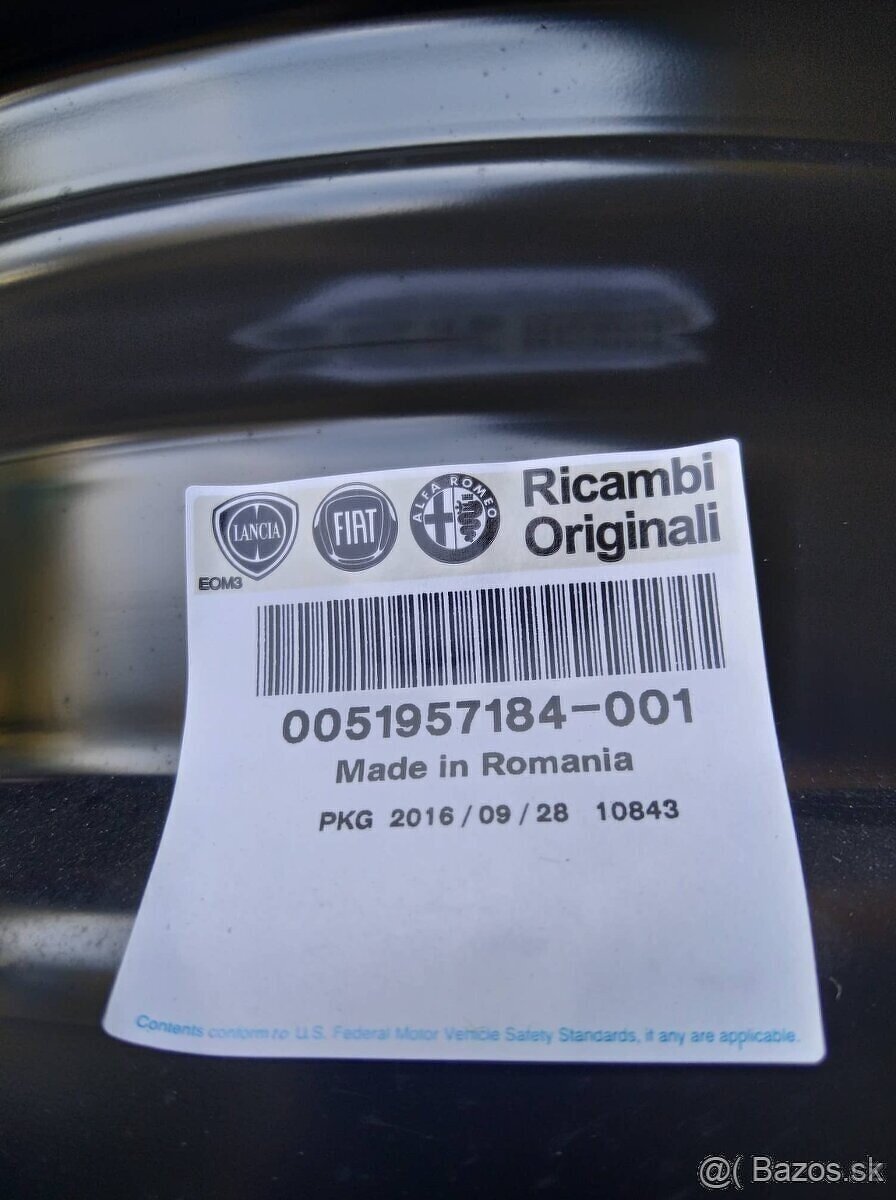 LANCIA
FIAT
ALFA ROMEO
Ricambi
Originali
EOM3
0051957184-001
Made in Romania
PKG 2016/09/28 10843
Contents conform to U.S. Federal Motor Vehicle Safety Standards, if any are applicable.
@( Bazos.sk